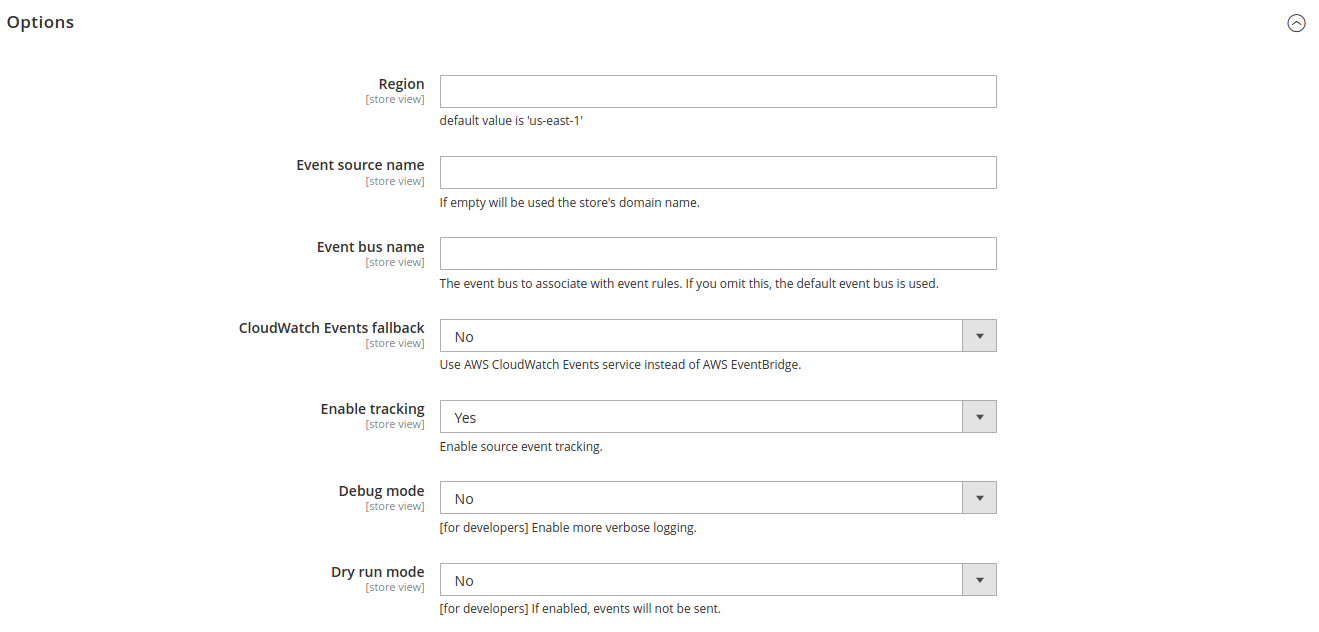 Options
Region
[store view]
default value is 'us-east-1'
Event source name
[store view]
If empty will be used the store's domain name.
Event bus name
[store view]
The event bus to associate with event rules. If you omit this, the default event bus is used.
CloudWatch Events fallback
[store view]
No
Use AWS CloudWatch Events service instead of AWS EventBridge.
Enable tracking
[store view]
Yes
Enable source event tracking.
Debug mode
[store view]
No
[for developers] Enable more verbose logging.
Dry run mode
[store view]
No
[for developers] If enabled, events will not be sent.